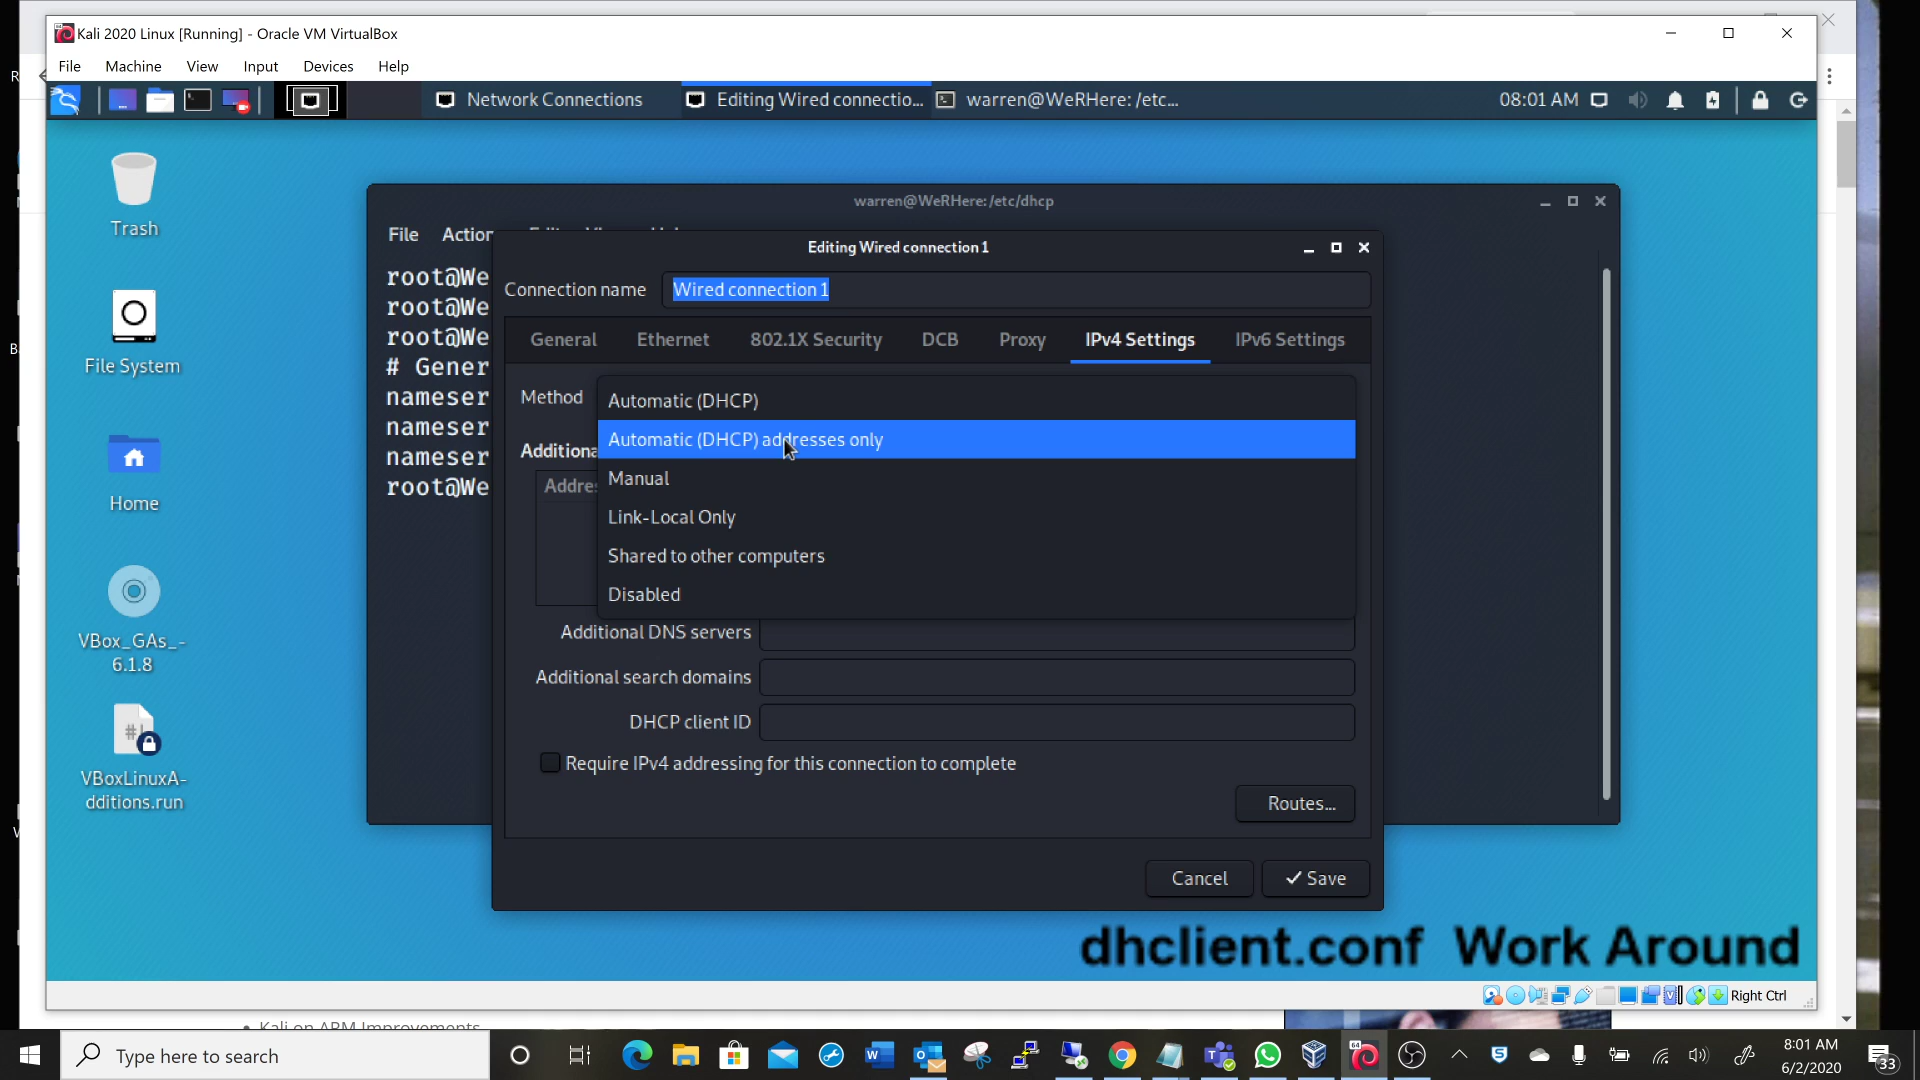 Kali 2020 Linux [Running] - Oracle VM VirtualBox
File Machine View Input Devices Help
Network Connections
Editing Wired connectio...
warren@WeRHere: /etc...
08:01 AM
Trash
File System
Home
VBox_GAs_-
6.1.8
VBoxLinuxA-
dditions.run
warren@WeRHere: /etc/dhcp
File Action
root@We
root@We
root@We
# Gener
nameser
nameser
nameser
root@We
Editing Wired connection 1
Connection name Wired connection 1
General Ethernet 802.1X Security DCB Proxy IPv4 Settings IPv6 Settings
Method
Automatic (DHCP)
Automatic (DHCP) addresses only
Manual
Link-Local Only
Shared to other computers
Disabled
Additiona
Addres
Additional DNS servers
Additional search domains
DHCP client ID
Require IPv4 addressing for this connection to complete
Routes...
Cancel
Save
dhclient.conf Work Around
Right Ctrl
Kali on ARM Improvements
Type here to search
8:01 AM
6/2/2020
33